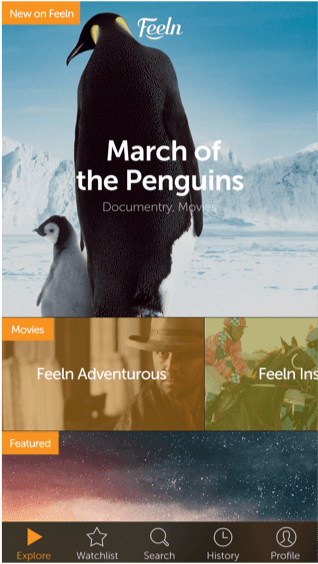 New on Feeln
Feeln
March of
the Penguins
Documentry, Movies
Movies
Feeln Adventurous
Feeln Ins
Featured
Explore
Watchlist
Search
History
Profile